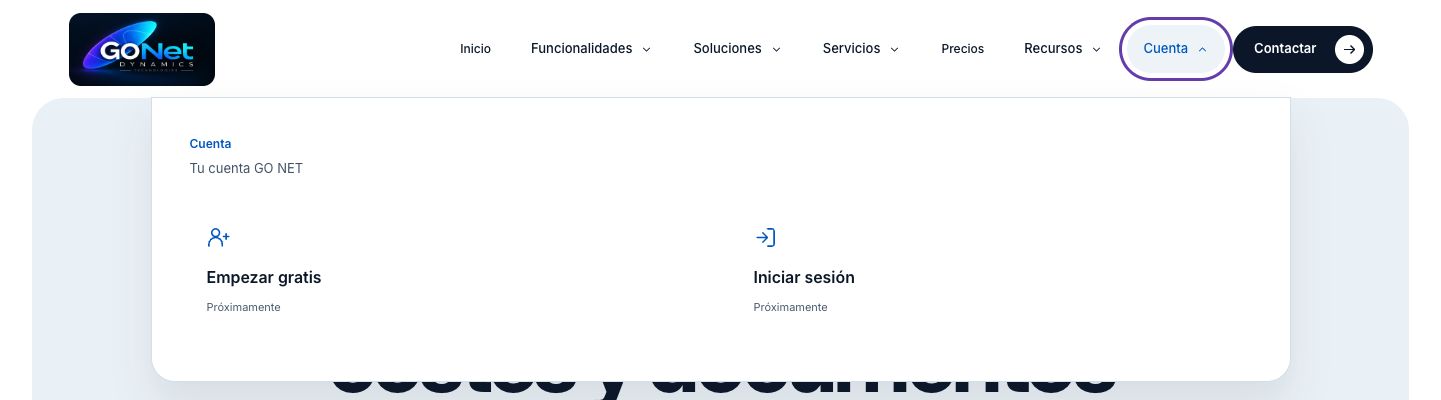 GONet
DYNAMICS
Inicio
Funcionalidades
Soluciones
Servicios
Precios
Recursos
Cuenta
Contactar
Cuenta
Tu cuenta GO NET
Empezar gratis
Próximamente
Iniciar sesión
Próximamente